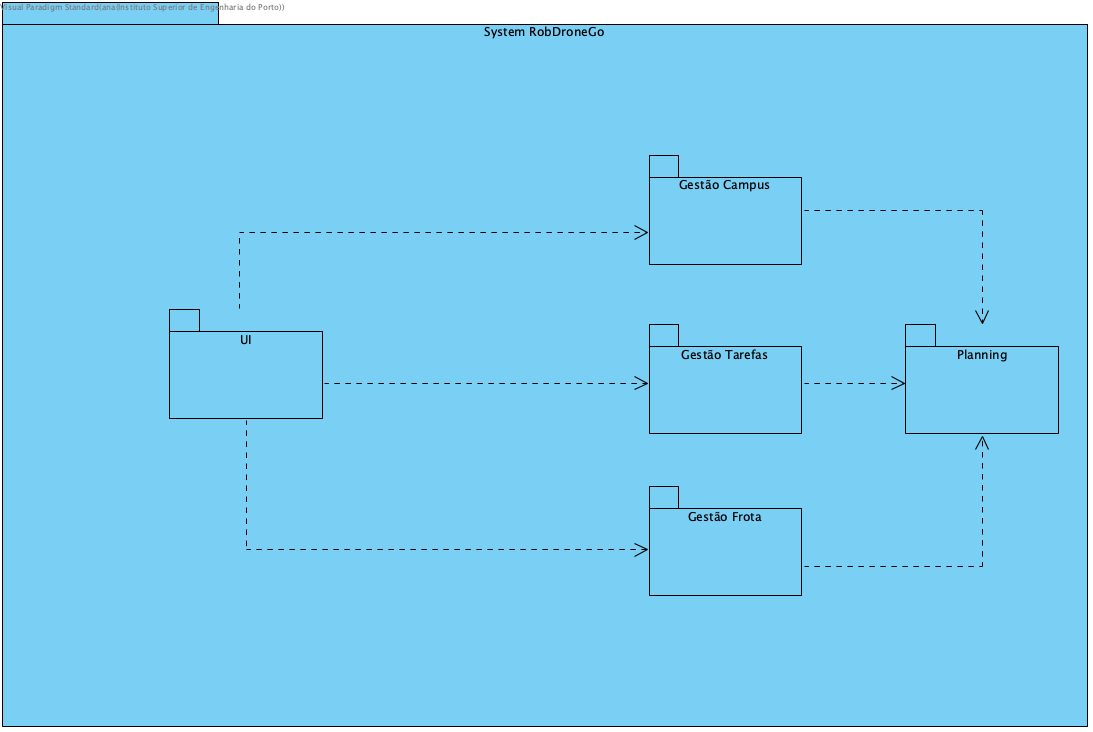 Visual Paradigm Standard(ana(Instituto Superior de Engenharia do Porto))
System RobDroneGo
Gestão Campus
UI
Gestão Tarefas
Planning
Gestão Frota